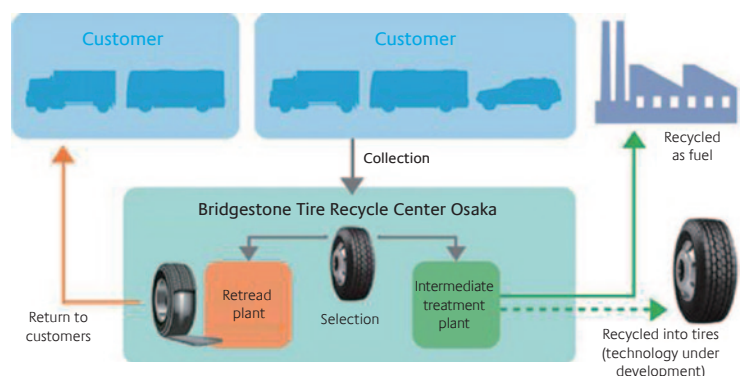 Customer
Customer
Recycled
as fuel
Collection
Bridgestone Tire Recycle Center Osaka
Retread
plant
Selection
Intermediate
treatment
plant
Return to
customers
Recycled into tires
(technology under
development)